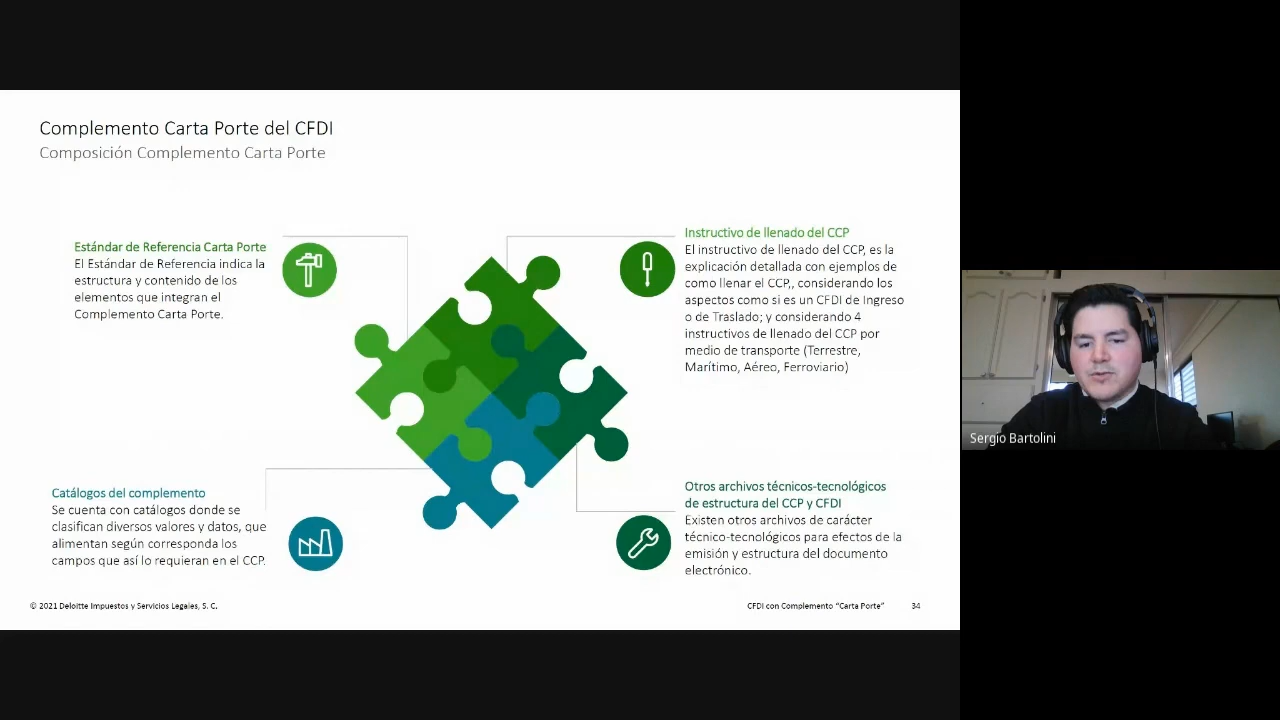 Complemento Carta Porte del CFDI
Composición Complemento Carta Porte
Estándar de Referencia Carta Porte
El Estándar de Referencia indica la
estructura y contenido de los
elementos que integran el
Complemento Carta Porte.
Instructivo de llenado del CCP
El instructivo de llenado del CCP, es la
explicación detallada con ejemplos de
como llenar el CCP,, considerando los
aspectos como si es un CFDI de Ingreso
o de Traslado; y considerando 4
instructivos de llenado del CCP por
medio de transporte (Terrestre,
Marítimo, Aéreo, Ferroviario)
Catálogos del complemento
Se cuenta con catálogos donde se
clasifican diversos valores y datos, que
alimentan según corresponda los
campos que así lo requieran en el CCP.
Otros archivos técnicos-tecnológicos
de estructura del CCP y CFDI
Existen otros archivos de carácter
técnico-tecnológicos para efectos de la
emisión y estructura del documento
electrónico.
© 2021 Deloitte Impuestos y Servicios Legales, S. C.
CFDI con Complemento “Carta Porte”
34
Sergio Bartolini